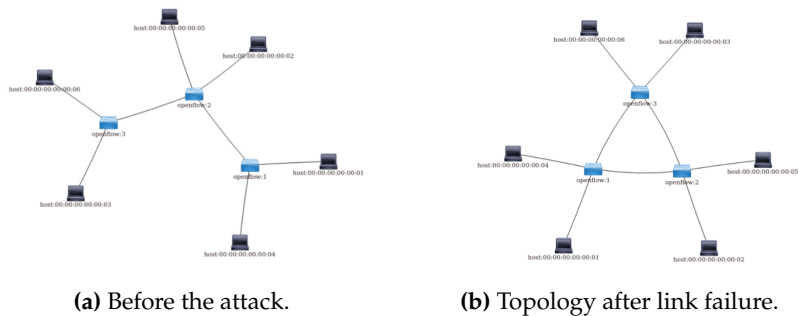 host:00:00:00:00:00:05
host:00:00:00:00:00:02
host:00:00:00:00:00:06
openflow:2
openflow:3
openflow:1
host:00:00:00:00:00:01
host:00:00:00:00:00:03
host:00:00:00:00:00:04
(a) Before the attack.
host:00:00:00:00:00:06
host:00:00:00:00:00:03
openflow:3
host:00:00:00:00:00:04
openflow:1
openflow:2
host:00:00:00:00:00:05
host:00:00:00:00:00:01
host:00:00:00:00:00:02
(b) Topology after link failure.